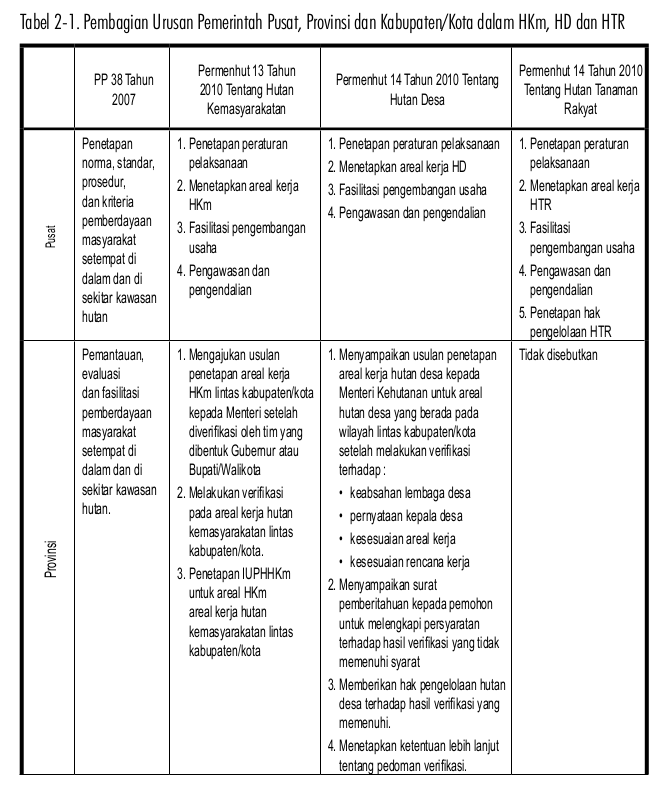 Tabel 2-1. Pembagian Urusan Pemerintah Pusat, Provinsi dan Kabupaten/Kota dalam HKm, HD dan HTR
PP 38 Tahun
2007
Permenhut 13 Tahun
2010 Tentang Hutan
Kemasyarakatan
Permenhut 14 Tahun 2010 Tentang
Hutan Desa
Permenhut 14 Tahun 2010
Tentang Hutan Tanaman
Rakyat
Pusat
Penetapan
norma, standar,
prosedur,
dan kriteria
pemberdayaan
masyarakat
setempat di
dalam dan di
sekitar kawasan
hutan
1. Penetapan peraturan
pelaksanaan
2. Menetapkan areal kerja
HKm
3. Fasilitasi pengembangan
usaha
4. Pengawasan dan
pengendalian
1. Penetapan peraturan pelaksanaan
2. Menetapkan areal kerja HD
3. Fasilitasi pengembangan usaha
4. Pengawasan dan pengendalian
1. Penetapan peraturan
pelaksanaan
2. Menetapkan areal kerja
HTR
3. Fasilitasi
pengembangan usaha
4. Pengawasan dan
pengendalian
5. Penetapan hak
pengelolaan HTR
Provinsi
Pemantauan,
evaluasi
dan fasilitasi
pemberdayaan
masyarakat
setempat di
dalam dan di
sekitar kawasan
hutan.
1. Mengajukan usulan
penetapan areal kerja
HKm lintas kabupaten/kota
kepada Menteri setelah
diverifikasi oleh tim yang
dibentuk Gubernur atau
Bupati/Walikota
2. Melakukan verifikasi
pada areal kerja hutan
kemasyarakatan lintas
kabupaten/kota.
3. Penetapan IUPHHKm
untuk areal HKm
areal kerja hutan
kemasyarakatan lintas
kabupaten/kota
1. Menyampaikan usulan penetapan
areal kerja hutan desa kepada
Menteri Kehutanan untuk areal
hutan desa yang berada pada
wilayah lintas kabupaten/kota
setelah melakukan verifikasi
terhadap :
• keabsahan lembaga desa
• pernyataan kepala desa
• kesesuaian areal kerja
• kesesuaian rencana kerja
2. Menyampaikan surat
pemberitahuan kepada pemohon
untuk melengkapi persyaratan
terhadap hasil verifikasi yang tidak
memenuhi syarat
3. Memberikan hak pengelolaan hutan
desa terhadap hasil verifikasi yang
memenuhi.
4. Menetapkan ketentuan lebih lanjut
tentang pedoman verifikasi.
Tidak disebutkan